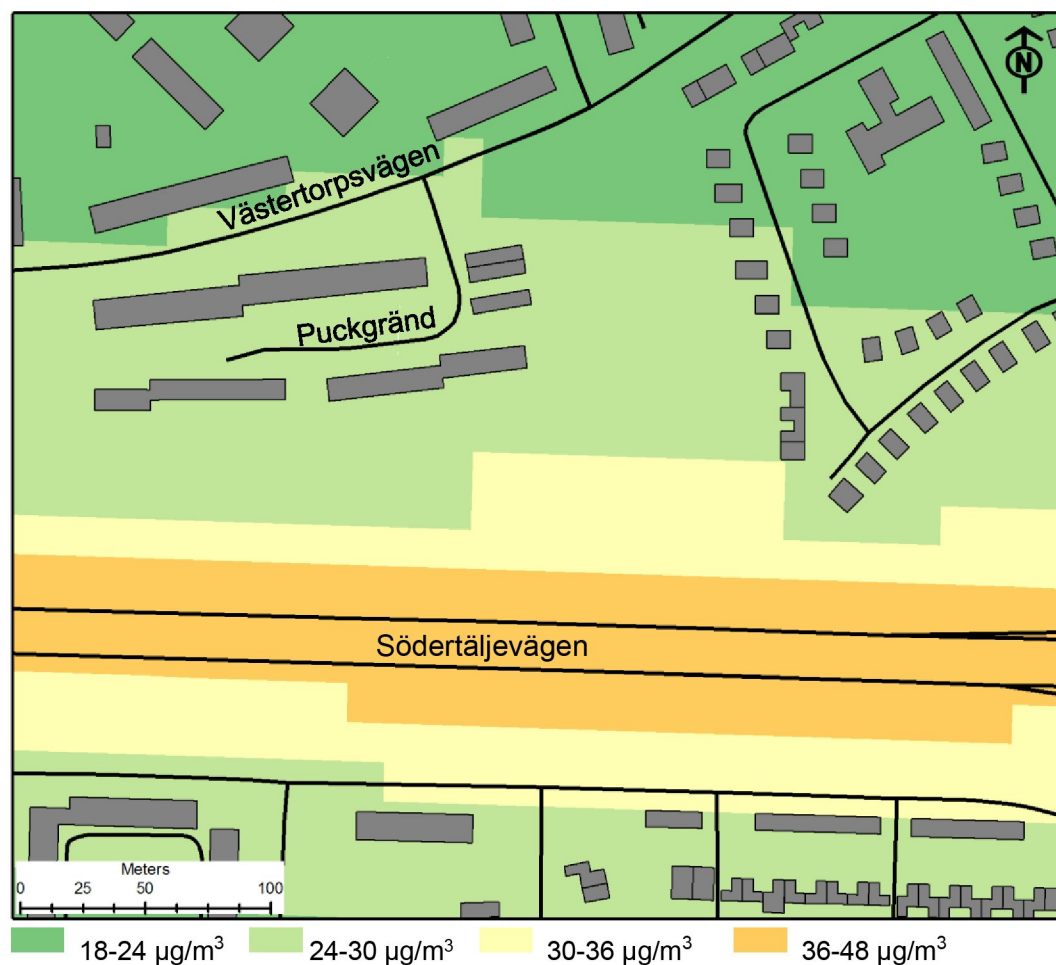 N
Västertorpsvägen
Puckgränd
Södertäljevägen
Meters
0 25 50 100
18-24 µg/m³ 24-30 µg/m³ 30-36 µg/m³ 36-48 µg/m³